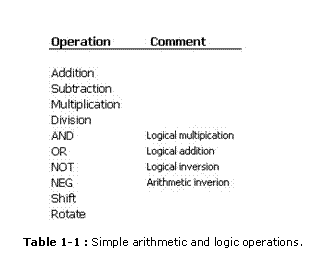 Operation Comment
Addition
Subtraction
Multiplication
Division
AND Logical multipication
OR Logical addition
NOT Logical inversion
NEG Arithmetic inverion
Shift
Rotate
Table 1-1 : Simple arithmetic and logic operations.